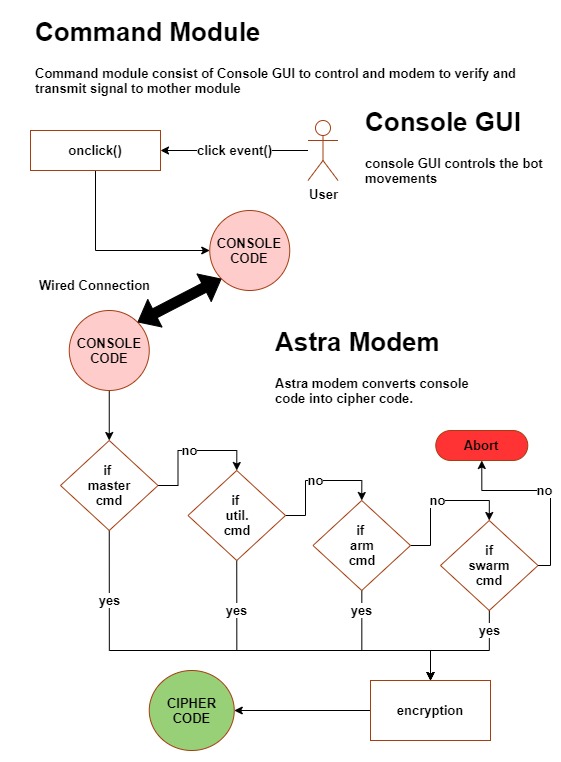 Command Module
Command module consist of Console GUI to control and modem to verify and
transmit signal to mother module
Console GUI
onclick()
click event()
console GUI controls the bot
movements
User
CONSOLE
CODE
Wired Connection
CONSOLE
CODE
Astra Modem
Astra modem converts console
code into cipher code.
Abort
no
if
master
cmd
no
if
util.
cmd
no
if
arm
cmd
no
if
swarm
cmd
yes
yes
yes
yes
CIPHER
CODE
encryption